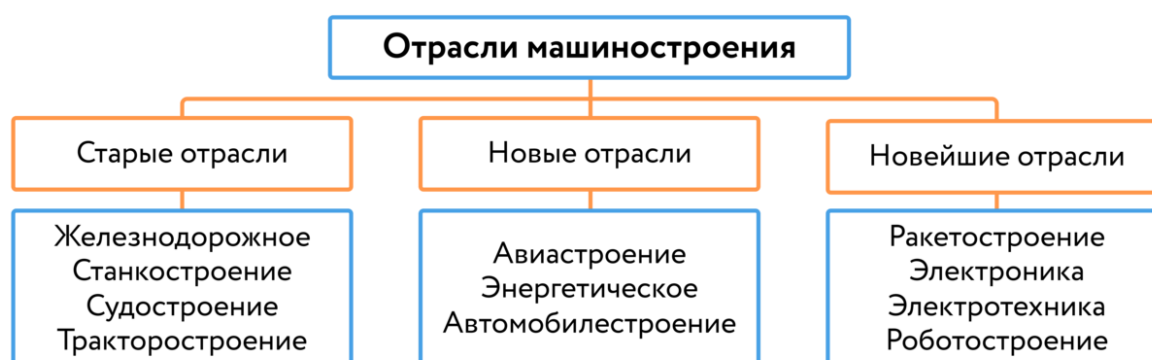 Отрасли машиностроения
Старые отрасли
Железнодорожное
Станкостроение
Судостроение
Тракторостроение
Новые отрасли
Авиастроение
Энергетическое
Автомобилестроение
Новейшие отрасли
Ракетостроение
Электроника
Электротехника
Роботостроение